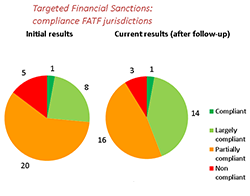 Targeted Financial Sanctions:
compliance FATF jurisdictions
Initial results
Current results (after follow-up)
5
1
8
20
3
1
14
16
Compliant
Largely
compliant
Partially
compliant
Non
compliant